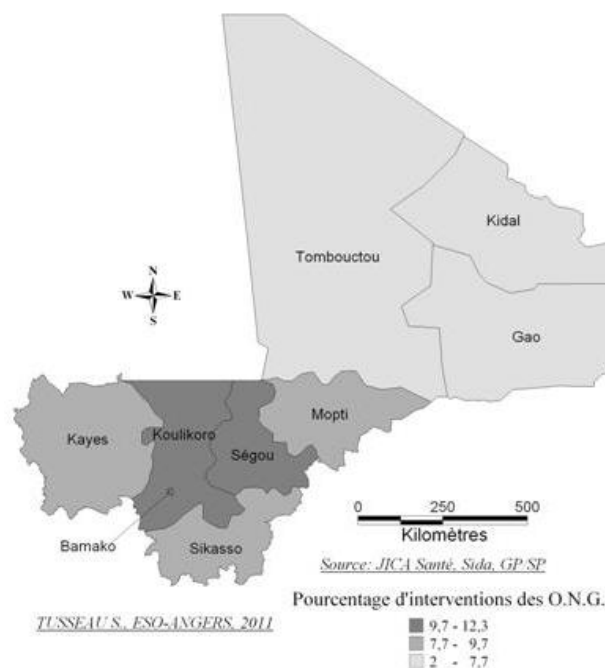 Kidal
Tombouctou
N
W E
S
Gao
Mopti
Kayes
Koulikoro
Ségou
0 250 500
Kilomètres
Bamako
Sikasso
Source: JICA Santé, Sida, GP/SP
Pourcentage d'interventions des O.N.G.
TUSSEAU S., ESO-ANGERS, 2011
9,7 - 12,3
7,7 - 9,7
2 - 7,7